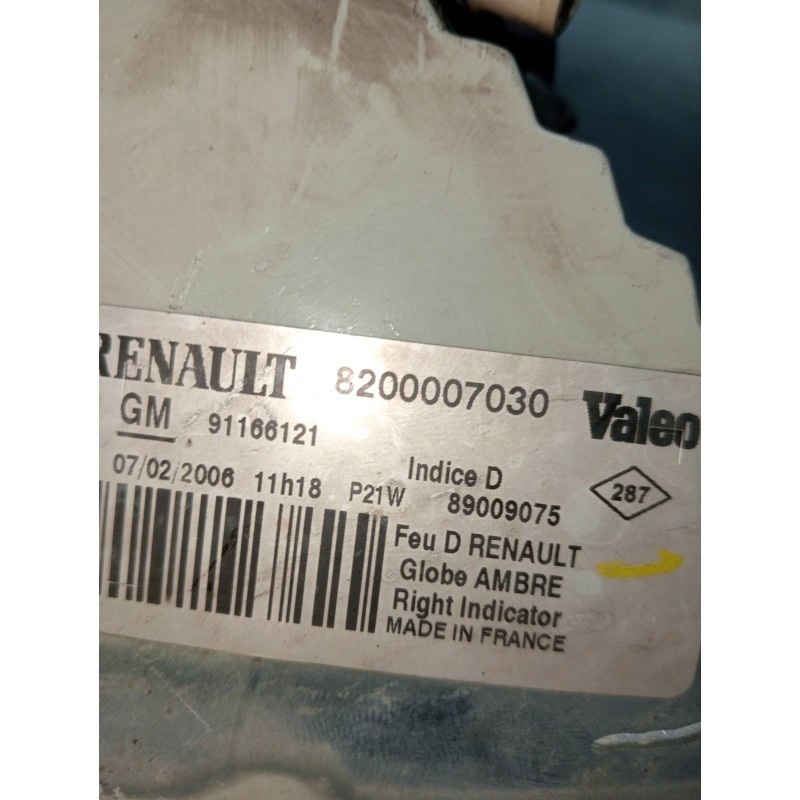 RENAULT 8200007030 Valeo
GM 91166121
Indice D
07/02/2006 11h18 P21W 89009075 287
Feu D RENAULT
Globe AMBRE
Right Indicator
MADE IN FRANCE